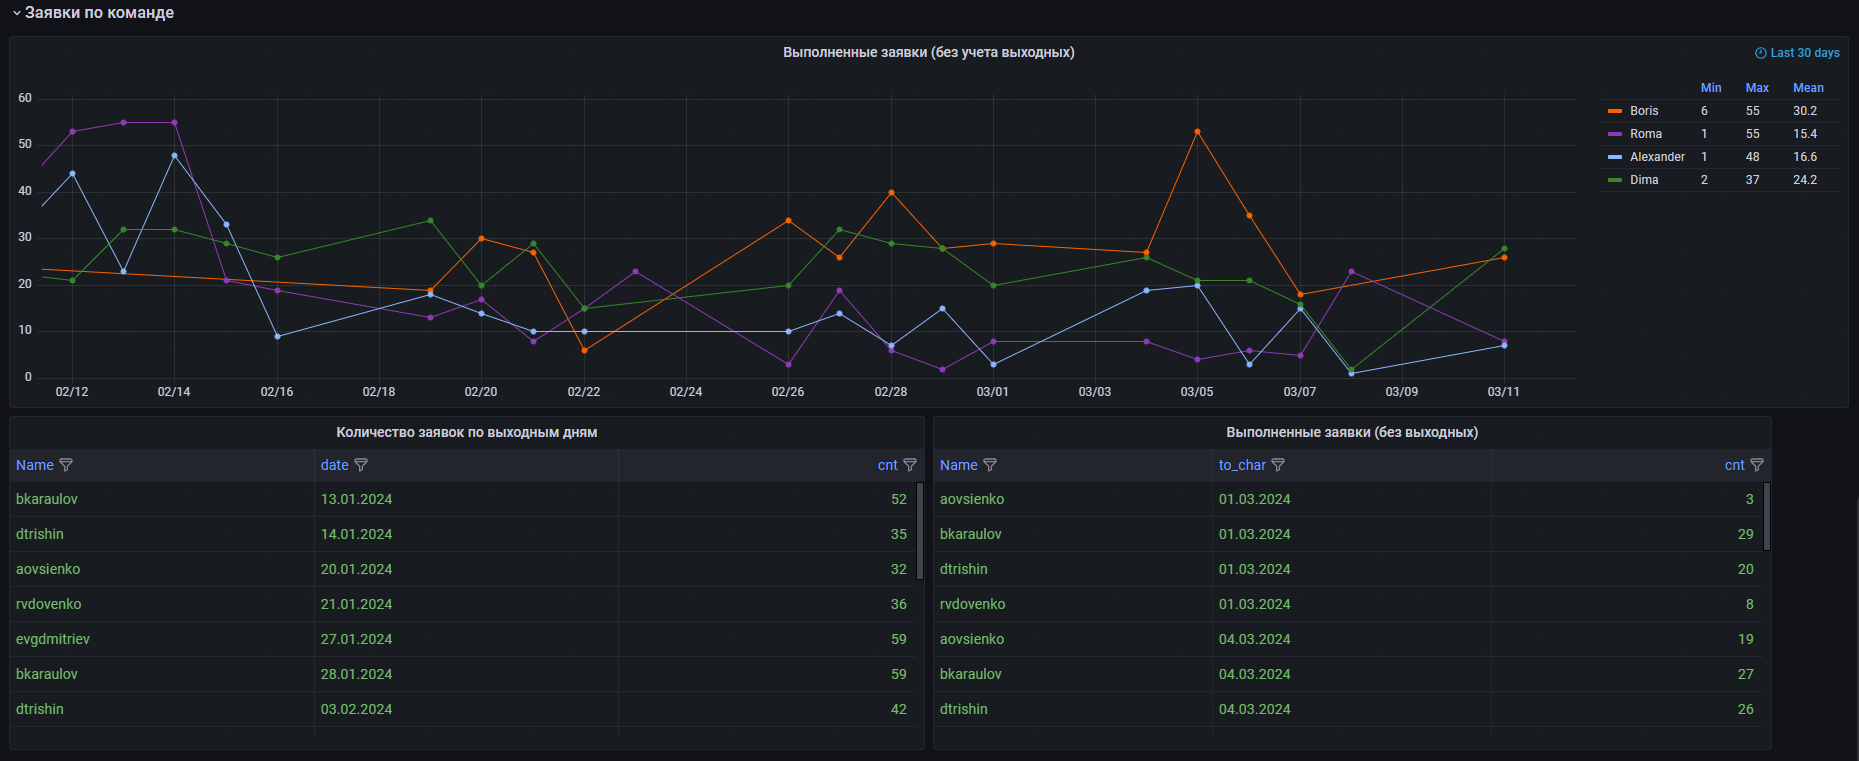 Заявки по команде
Выполненные заявки (без учета выходных)
Last 30 days
Min Max Mean
Boris 6 55 30.2
Roma 1 55 15.4
Alexander 1 48 16.6
Dima 2 37 24.2
60
50
40
30
20
10
0
02/12 02/14 02/16 02/18 02/20 02/22 02/24 02/26 02/28 03/01 03/03 03/05 03/07 03/09 03/11
Количество заявок по выходным дням
Name date cnt
bkaraulov 13.01.2024 52
dtrishin 14.01.2024 35
aovsienko 20.01.2024 32
rvdovenko 21.01.2024 36
evgdmitriev 27.01.2024 59
bkaraulov 28.01.2024 59
dtrishin 03.02.2024 42
Выполненные заявки (без выходных)
Name to_char cnt
aovsienko 01.03.2024 3
bkaraulov 01.03.2024 29
dtrishin 01.03.2024 20
rvdovenko 01.03.2024 8
aovsienko 04.03.2024 19
bkaraulov 04.03.2024 27
dtrishin 04.03.2024 26